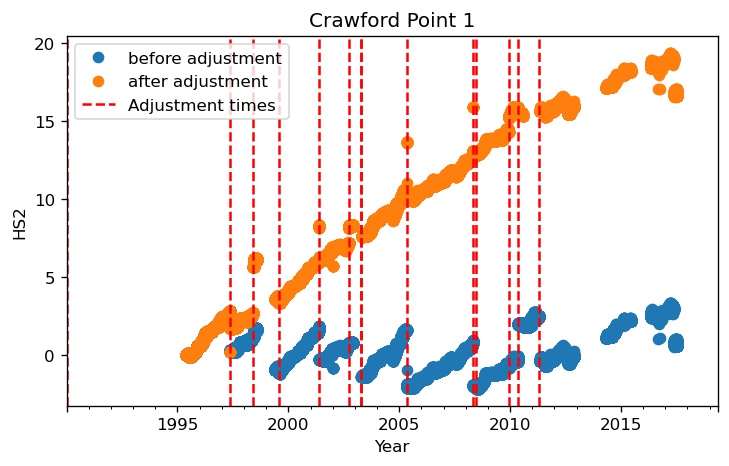 Crawford Point 1
before adjustment
after adjustment
Adjustment times
HS2
20
15
10
5
0
1995 2000 2005 2010 2015
Year